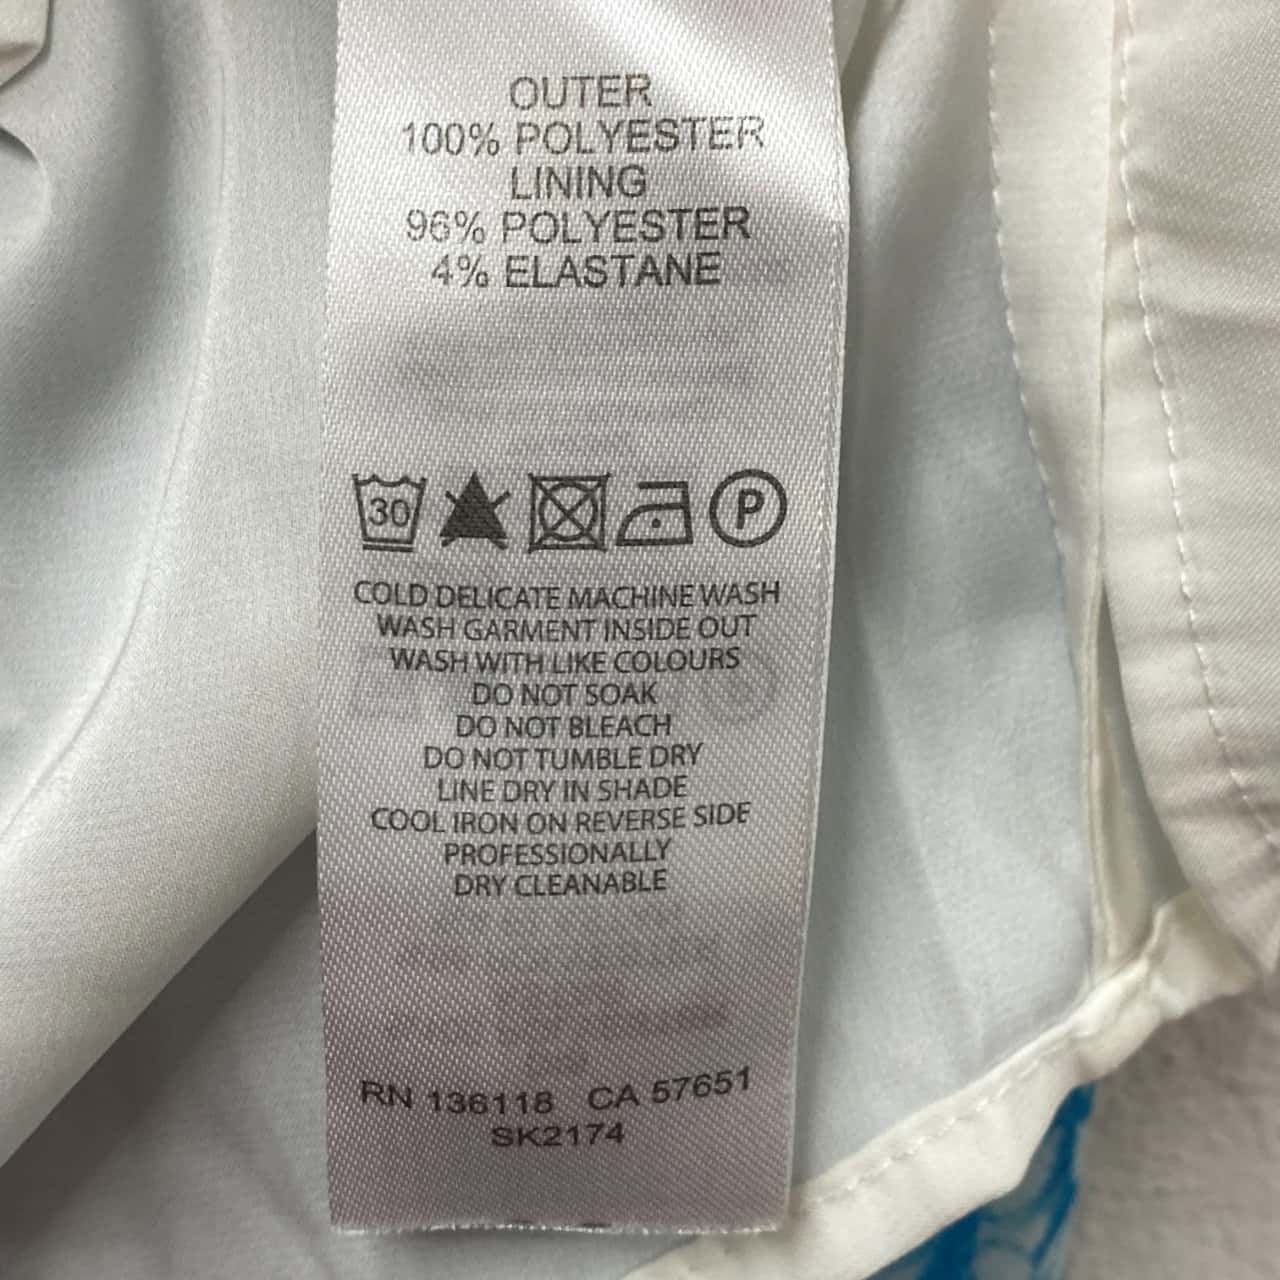 OUTER
100% POLYESTER
LINING
96% POLYESTER
4% ELASTANE
30 P
COLD DELICATE MACHINE WASH
WASH GARMENT INSIDE OUT
WASH WITH LIKE COLOURS
DO NOT SOAK
DO NOT BLEACH
DO NOT TUMBLE DRY
LINE DRY IN SHADE
COOL IRON ON REVERSE SIDE
PROFESSIONALLY
DRY CLEANABLE
RN 136118 CA 57651
SK2174